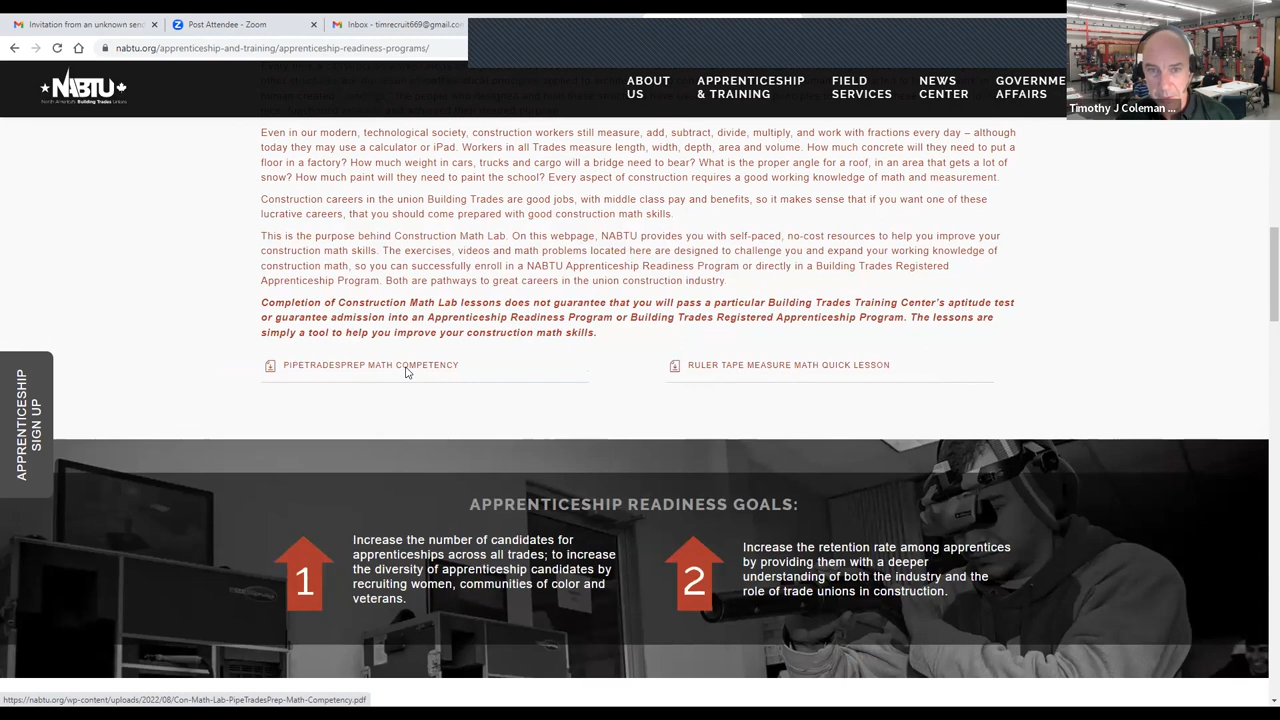 Invitation from an unknown send
Post Attendee - Zoom
Inbox - timrecruit669@gmail.co
nabtu.org/apprenticeship-and-training/apprenticeship-readiness-programs/
NABTU
North America's Building Trades Unions
ABOUT US
APPRENTICESHIP & TRAINING
FIELD SERVICES
NEWS CENTER
GOVERNME
AFFAIRS
Timothy J Coleman ...
Even in our modern, technological society, construction workers still measure, add, subtract, divide, multiply, and work with fractions every day – although
today they may use a calculator or iPad. Workers in all Trades measure length, width, depth, area and volume. How much concrete will they need to put a
floor in a factory? How much weight in cars, trucks and cargo will a bridge need to bear? What is the proper angle for a roof, in an area that gets a lot of
snow? How much paint will they need to paint the school? Every aspect of construction requires a good working knowledge of math and measurement.
Construction careers in the union Building Trades are good jobs, with middle class pay and benefits, so it makes sense that if you want one of these
lucrative careers, that you should come prepared with good construction math skills.
This is the purpose behind Construction Math Lab. On this webpage, NABTU provides you with self-paced, no-cost resources to help you improve your
construction math skills. The exercises, videos and math problems located here are designed to challenge you and expand your working knowledge of
construction math, so you can successfully enroll in a NABTU Apprenticeship Readiness Program or directly in a Building Trades Registered
Apprenticeship Program. Both are pathways to great careers in the union construction industry.
Completion of Construction Math Lab lessons does not guarantee that you will pass a particular Building Trades Training Center's aptitude test
or guarantee admission into an Apprenticeship Readiness Program or Building Trades Registered Apprenticeship Program. The lessons are
simply a tool to help you improve your construction math skills.
PIPETRADESPREP MATH COMPETENCY
RULER TAPE MEASURE MATH QUICK LESSON
APPRENTICESHIP
SIGN UP
APPRENTICESHIP READINESS GOALS:
1
Increase the number of candidates for
apprenticeships across all trades; to increase
the diversity of apprenticeship candidates by
recruiting women, communities of color and
veterans.
2
Increase the retention rate among apprentices
by providing them with a deeper
understanding of both the industry and the
role of trade unions in construction.
https://nabtu.org/wp-content/uploads/2022/08/Con-Math-Lab-PipeTradesPrep-Math-Competency.pdf